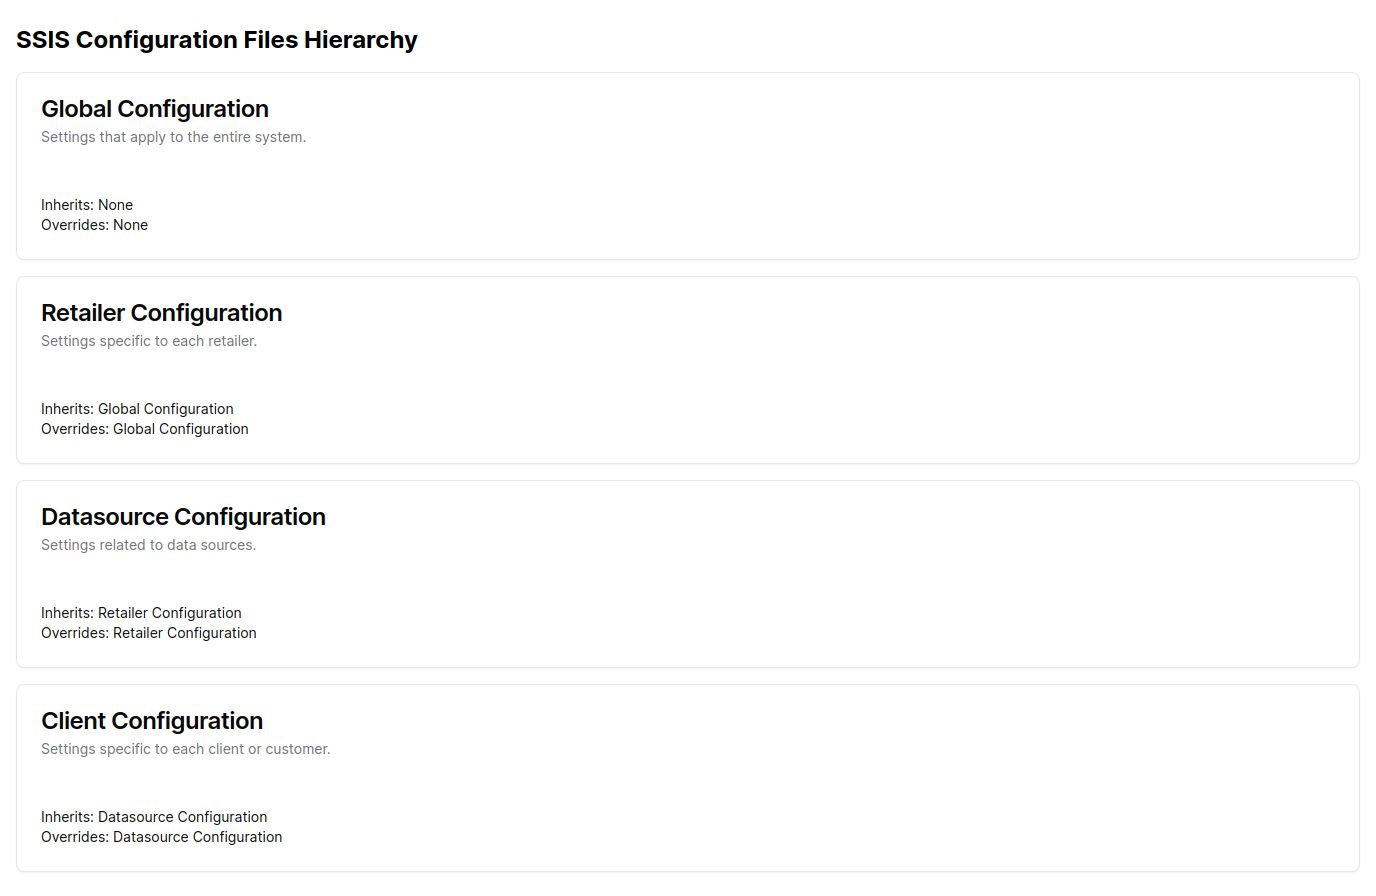 SSIS Configuration Files Hierarchy
Global Configuration
Settings that apply to the entire system.
Inherits: None
Overrides: None
Retailer Configuration
Settings specific to each retailer.
Inherits: Global Configuration
Overrides: Global Configuration
Datasource Configuration
Settings related to data sources.
Inherits: Retailer Configuration
Overrides: Retailer Configuration
Client Configuration
Settings specific to each client or customer.
Inherits: Datasource Configuration
Overrides: Datasource Configuration